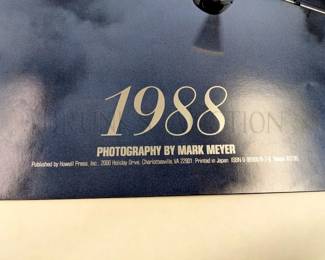 1988
PHOTOGRAPHY BY MARK MEYER
Published by Howell Press, Inc., 2000 Holiday Drive, Charlottesville, VA 22901 Printed in Japan ISBN